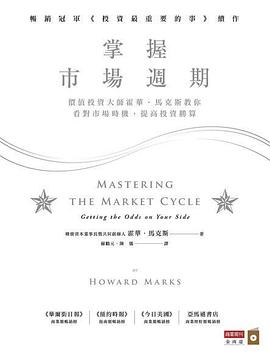 暢銷冠軍《投資最重要的事》續作
掌握
市場週期
價值投資大師霍華．馬克斯教你
看對市場時機，提高投資勝算
MASTERING
THE MARKET CYCLE
Getting the Odds on Your Side
橡樹資本董事長暨共同創辦人 霍華．馬克斯 著
蘇鵬元、陳儀 譯
BY
HOWARD MARKS
《華爾街日報》 《紐約時報》 《今日美國》 亞馬遜書店
商業周刊